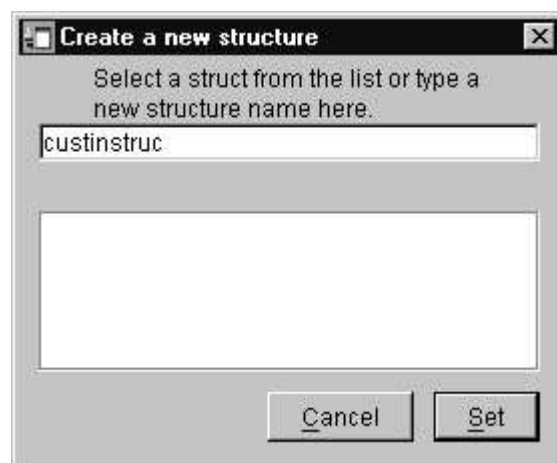 Create a new structure
Select a struct from the list or type a
new structure name here.
custinstruc
Cancel Set